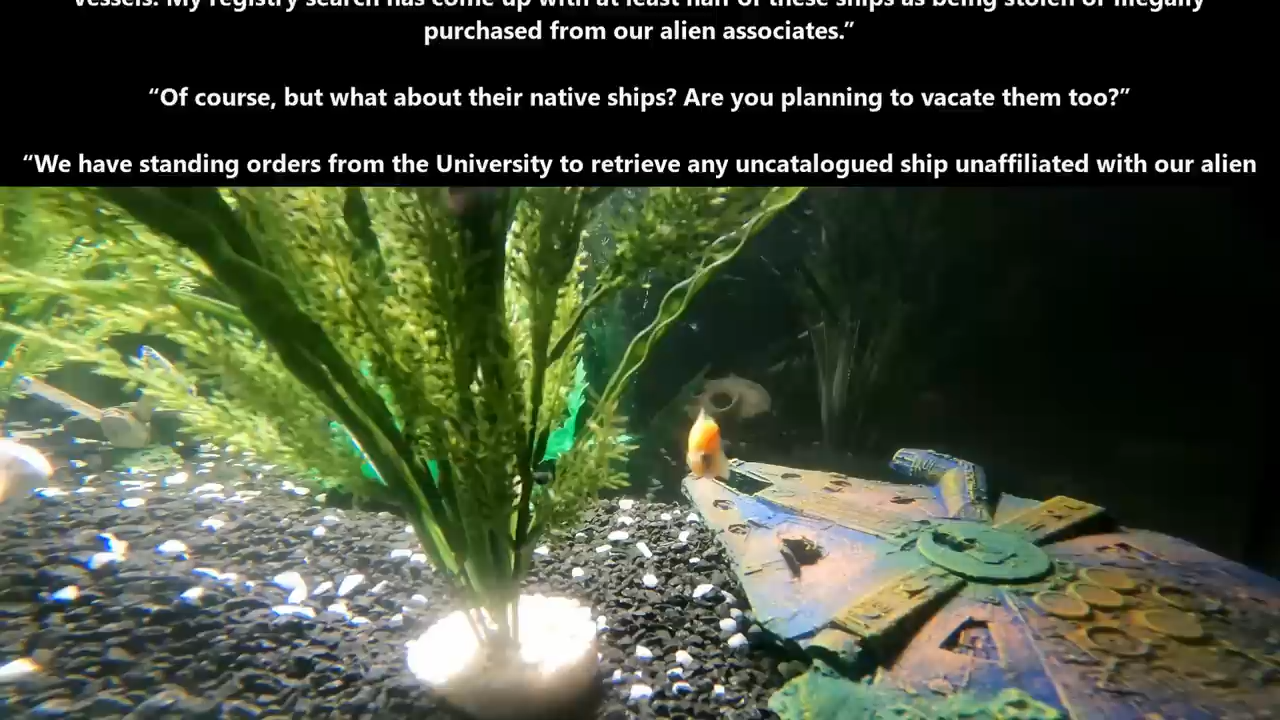 vessels. My registry search has come up with at least half of these ships as being stolen or illegally
purchased from our alien associates.”
“Of course, but what about their native ships? Are you planning to vacate them too?”
“We have standing orders from the University to retrieve any uncatalogued ship unaffiliated with our alien